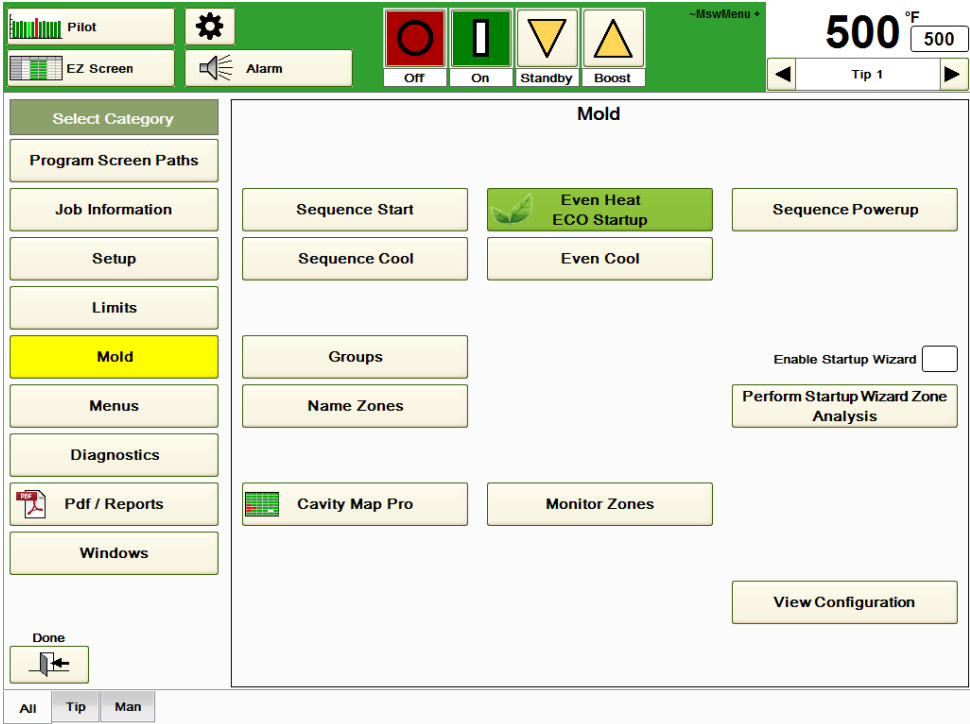 Pilot
EZ Screen
Alarm
Off
On
Standby
Boost
~MswMenu +
500 °F
500
Tip 1
Select Category
Program Screen Paths
Job Information
Setup
Limits
Mold
Menus
Diagnostics
PDF
Pdf / Reports
Windows
Done
Mold
Sequence Start
Even Heat
ECO Startup
Sequence Powerup
Sequence Cool
Even Cool
Groups
Enable Startup Wizard
Name Zones
Perform Startup Wizard Zone
Analysis
Cavity Map Pro
Monitor Zones
View Configuration
All
Tip
Man